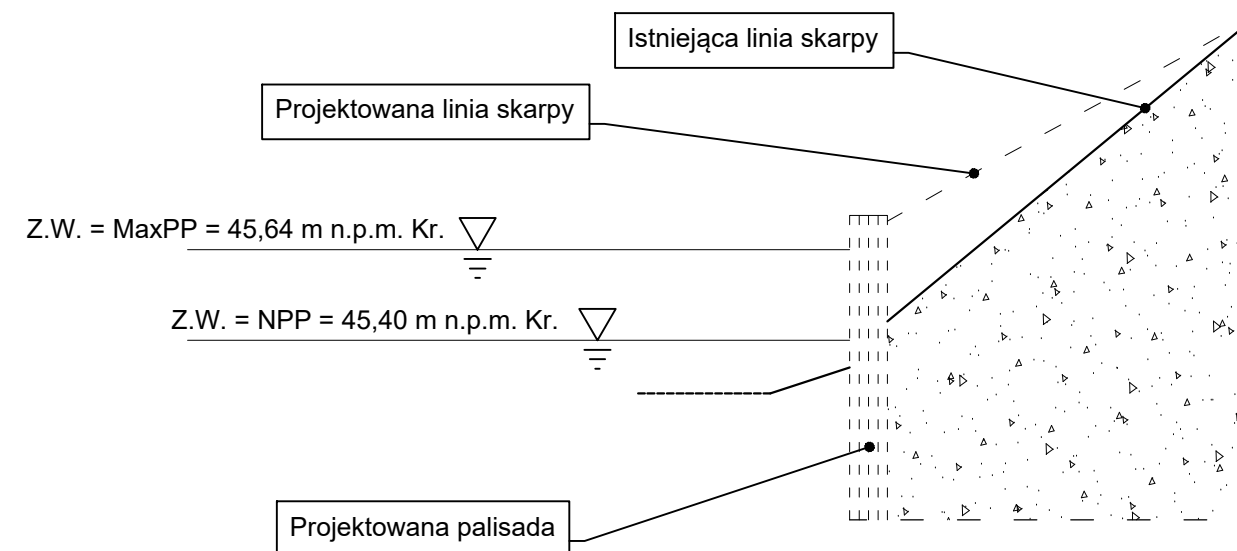 Istniejąca linia skarpy
Projektowana linia skarpy
Z.W. = MaxPP = 45,64 m n.p.m. Kr.
Z.W. = NPP = 45,40 m n.p.m. Kr.
Projektowana palisada